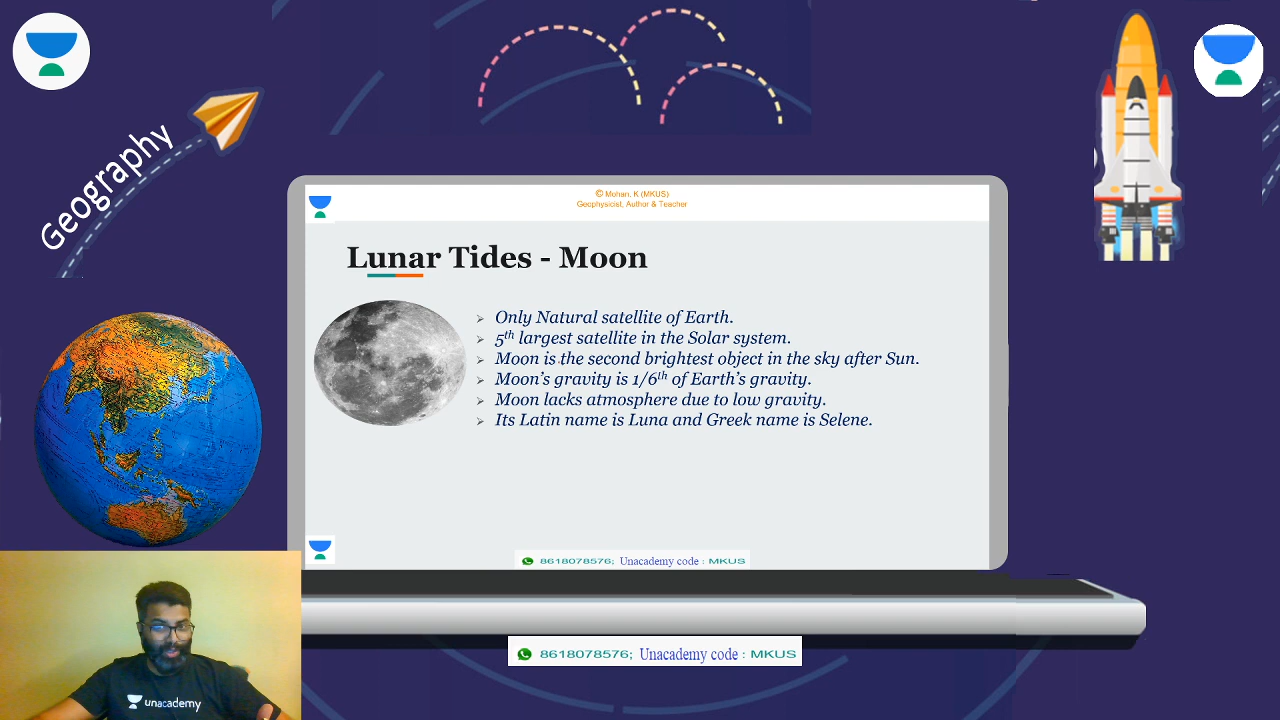 Geography
© Mohan. K (MKUS)
Geophysicist, Author & Teacher
Lunar Tides - Moon
Only Natural satellite of Earth.
5th largest satellite in the Solar system.
Moon is the second brightest object in the sky after Sun.
Moon's gravity is 1/6th of Earth's gravity.
Moon lacks atmosphere due to low gravity.
Its Latin name is Luna and Greek name is Selene.
8618078576; Unacademy code : MKUS
unacademy
8618078576; Unacademy code : MKUS